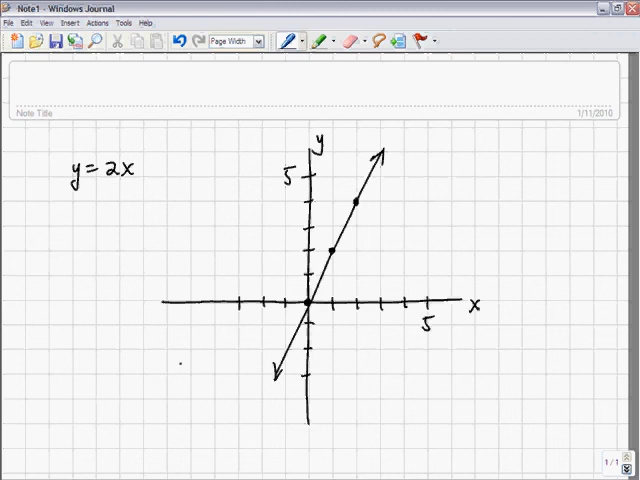 Note1 - Windows Journal
File Edit View Insert Actions Tools Help
Page Width
Note Title
1/11/2010
y = 2x
y
5
x
5
1 / 1